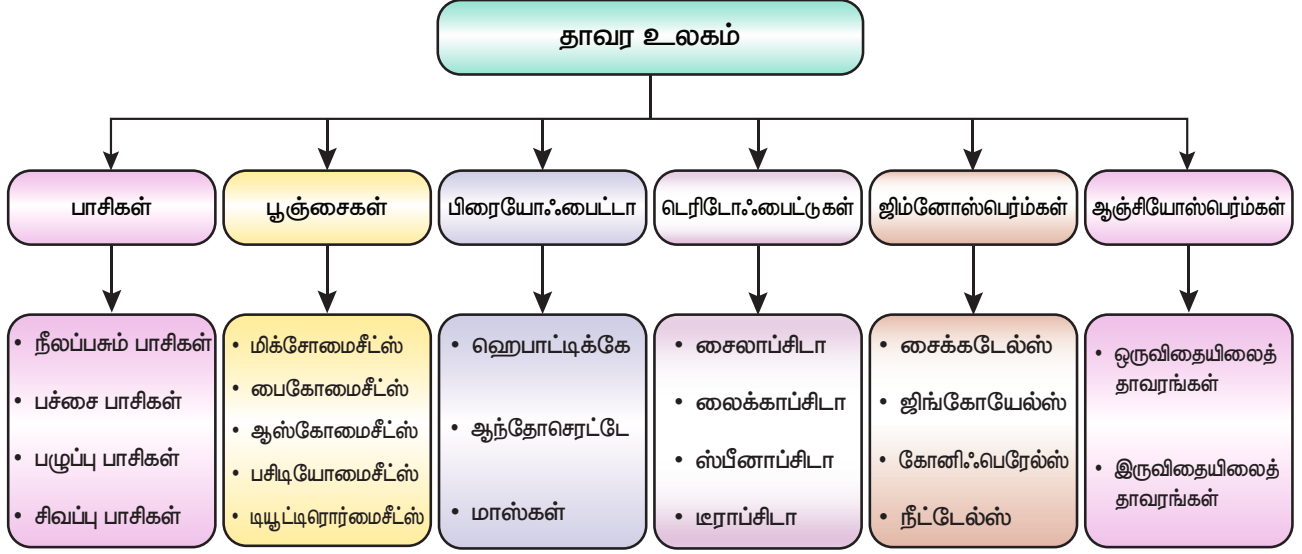 தாவர உலகம்
பாசிகள்
பூஞ்சைகள்
பிரையோஃபைட்டா
டெரிடோஃபைட்டுகள்
ஜிம்னோஸ்பெர்ம்கள்
ஆஞ்சியோஸ்பெர்ம்கள்
• நீலப்பசும் பாசிகள்
• பச்சை பாசிகள்
• பழுப்பு பாசிகள்
• சிவப்பு பாசிகள்
• மிக்சோமைசீட்ஸ்
• பைகோமைசீட்ஸ்
• ஆஸ்கோமைசீட்ஸ்
• பசிடியோமைசீட்ஸ்
• டியூட்டிரொர்மைசீட்ஸ்
• ஹெபாட்டிக்கே
• ஆந்தோசெரட்டே
• மாஸ்கள்
• சைலாப்சிடா
• லைக்காப்சிடா
• ஸ்பீனாப்சிடா
• டீராப்சிடா
• சைக்கடேல்ஸ்
• ஜிங்கோயேல்ஸ்
• கோனிஃபெரேல்ஸ்
• நீட்டேல்ஸ்
• ஒருவிதையிலைத்
தாவரங்கள்
• இருவிதையிலைத்
தாவரங்கள்